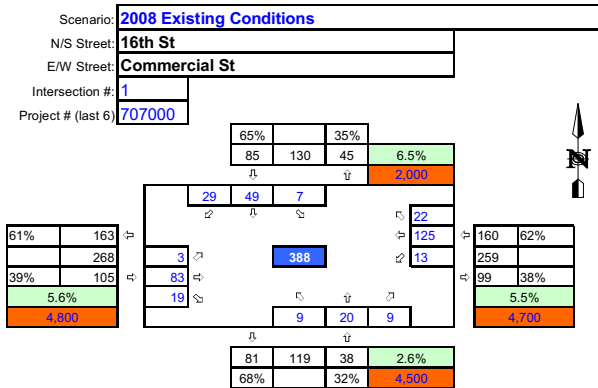 Scenario: 2008 Existing Conditions
N/S Street: 16th St
E/W Street: Commercial St
Intersection #: 1
Project # (last 6) 707000
N
65% 35%
85 130 45 6.5%
⇩ ⇧ 2,000
29 49 7
⬃ ⇩ ⬂ ⬁ 22
61% 163 ⇦ ⇦ 125 ⇦ 160 62%
268 3 ⬀ 388 ⬃ 13 259
39% 105 ⇨ 83 ⇨ ⇨ 99 38%
5.6% 19 ⬂ ⬁ ⇧ ⬀ 5.5%
4,800 9 20 9 4,700
⇩ ⇧
81 119 38 2.6%
68% 32% 4,500